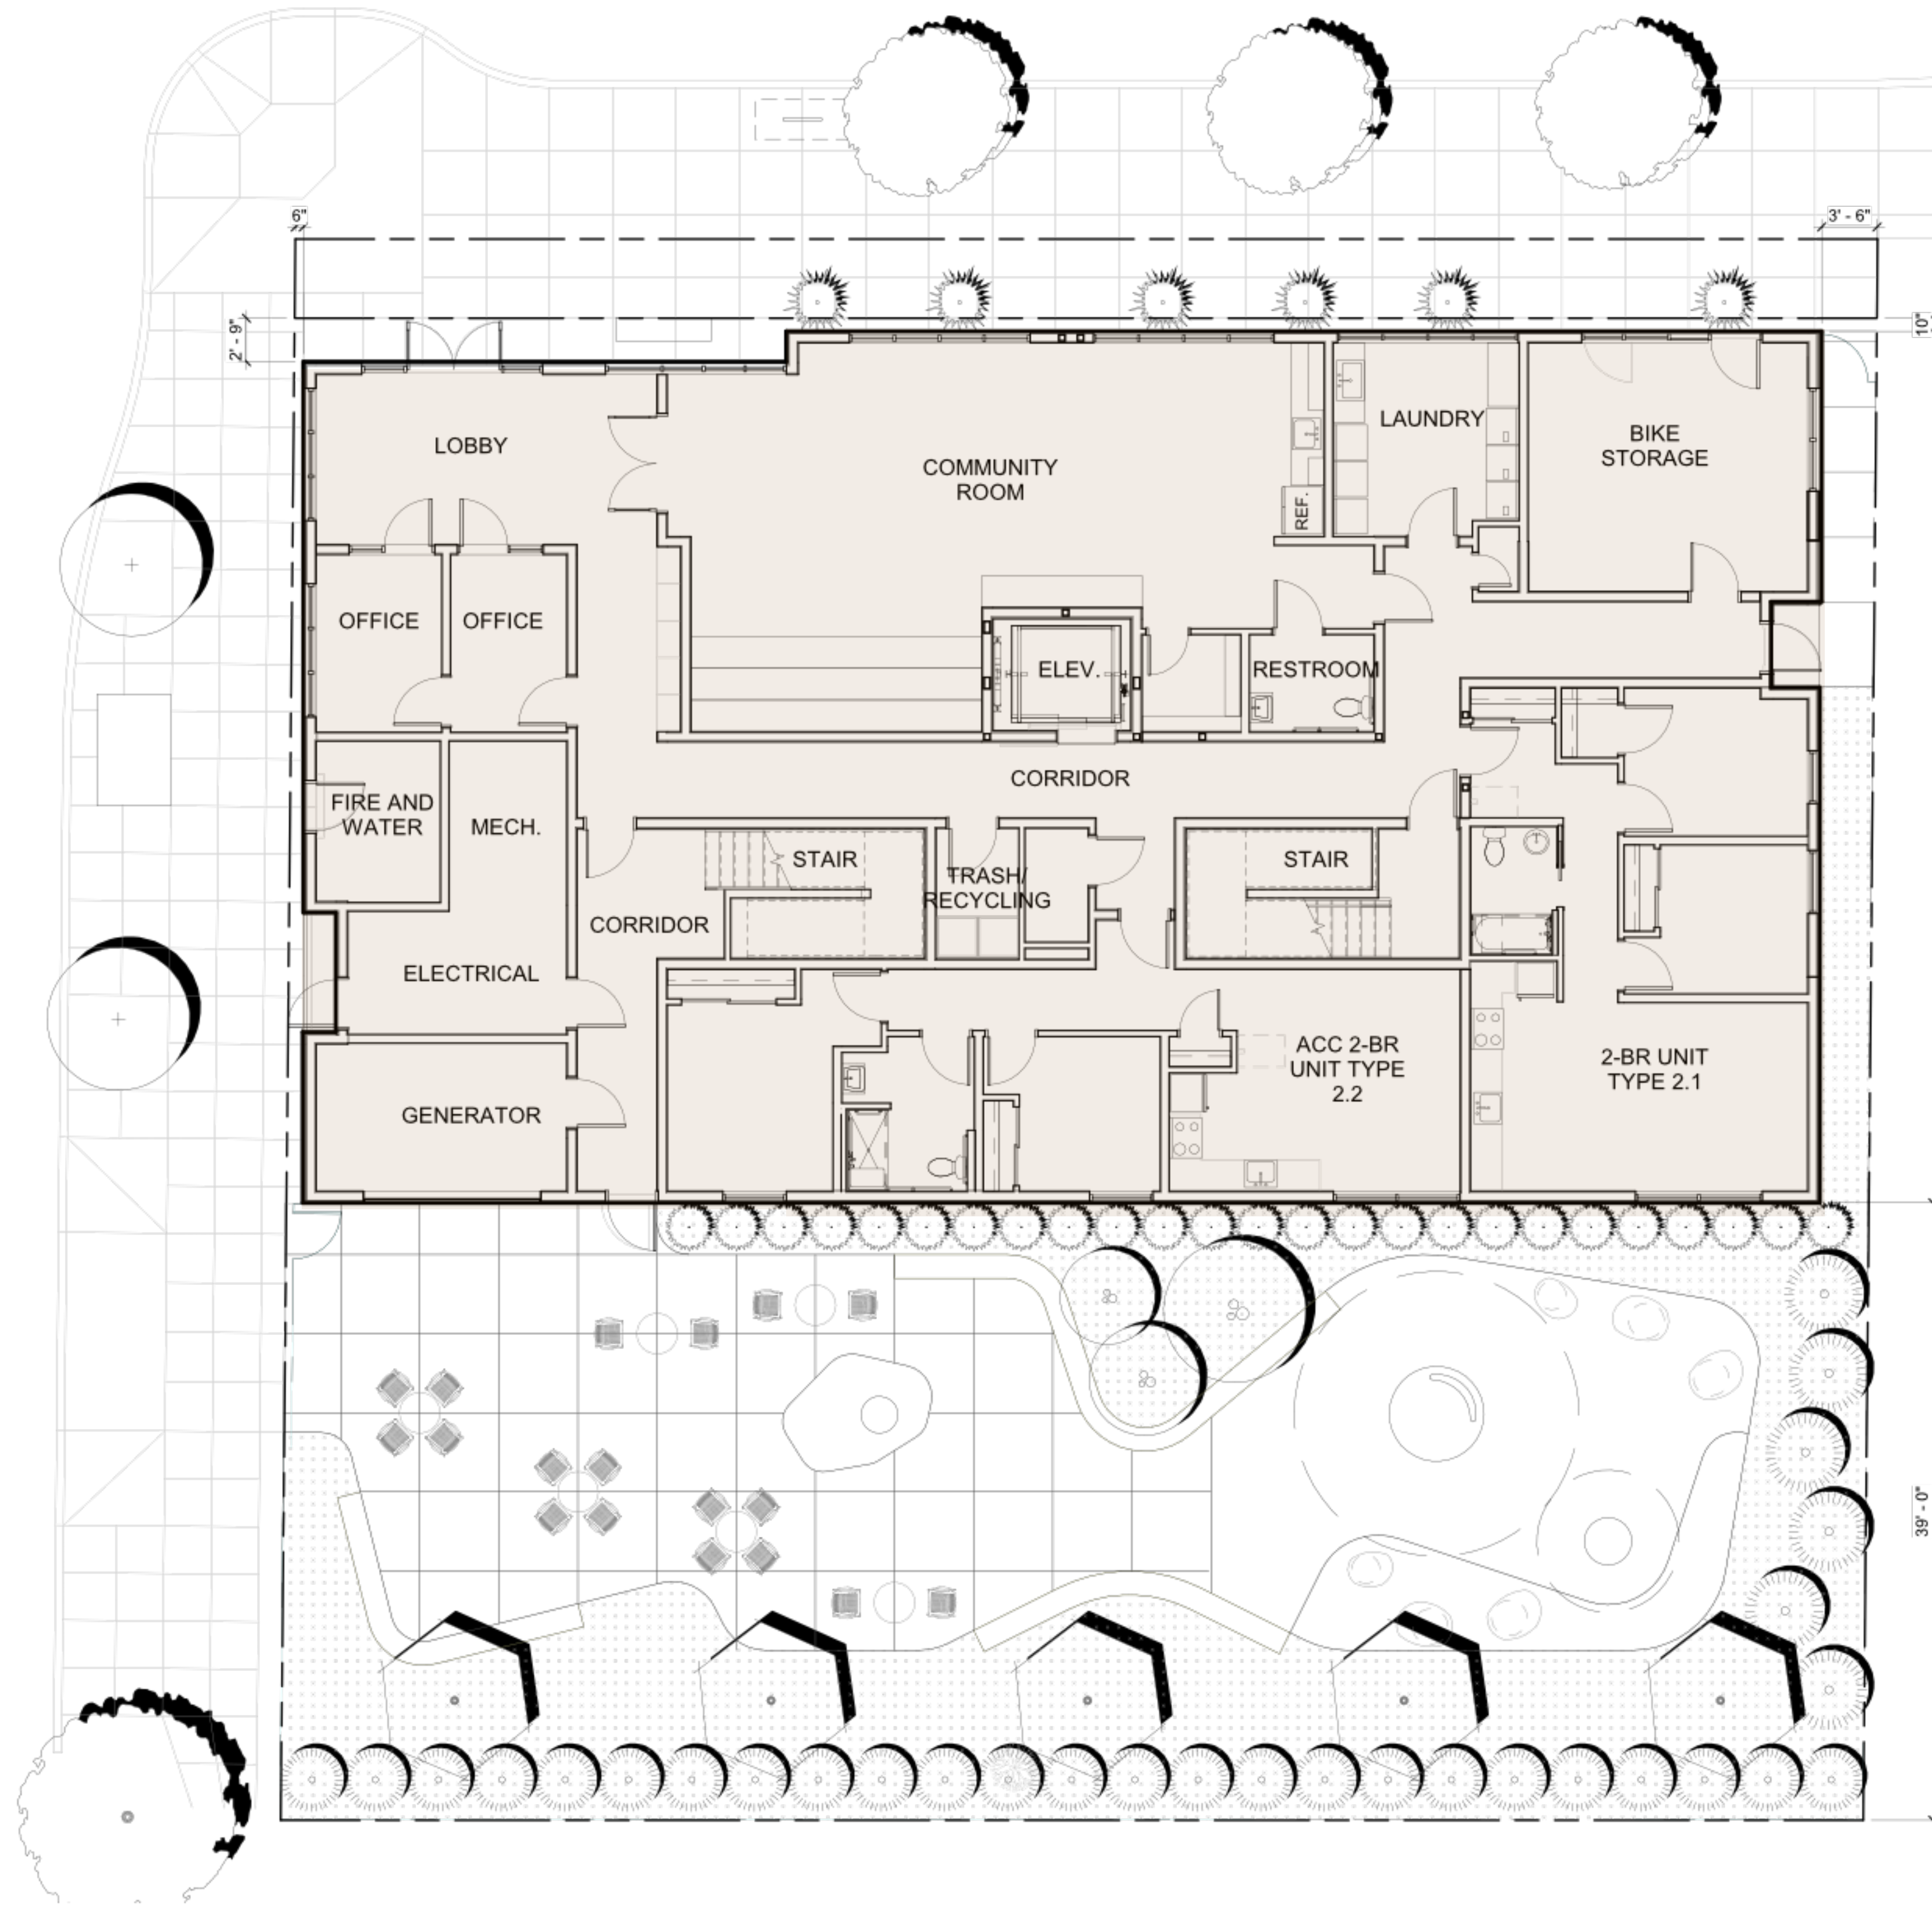 6"
3' - 6"
2' - 9"
10"
LOBBY
COMMUNITY
ROOM
REF.
LAUNDRY
BIKE
STORAGE
OFFICE
OFFICE
ELEV.
RESTROOM
CORRIDOR
FIRE AND
WATER
MECH.
STAIR
TRASH/
RECYCLING
STAIR
CORRIDOR
ELECTRICAL
GENERATOR
ACC 2-BR
UNIT TYPE
2.2
2-BR UNIT
TYPE 2.1
39' - 0"